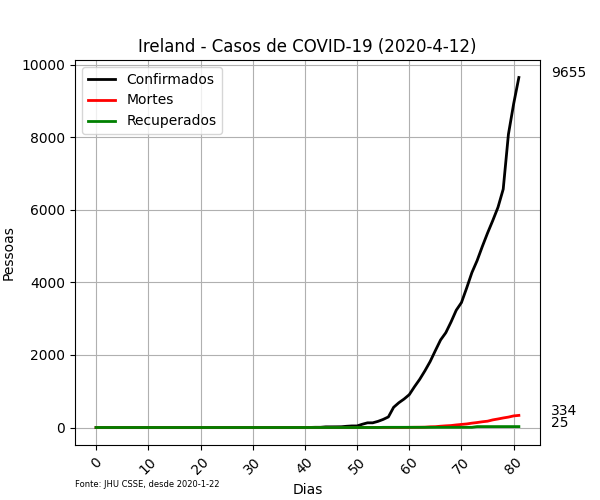 Ireland - Casos de COVID-19 (2020-4-12)
10000
8000
6000
4000
2000
0
Pessoas
Confirmados
Mortes
Recuperados
9655
334
25
0 10 20 30 40 50 60 70 80
Dias
Fonte: JHU CSSE, desde 2020-1-22